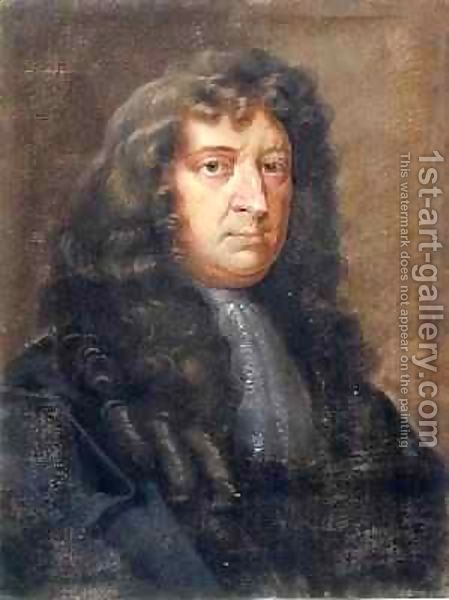 1st-art-gallery.com
This watermark does not appear on the painting